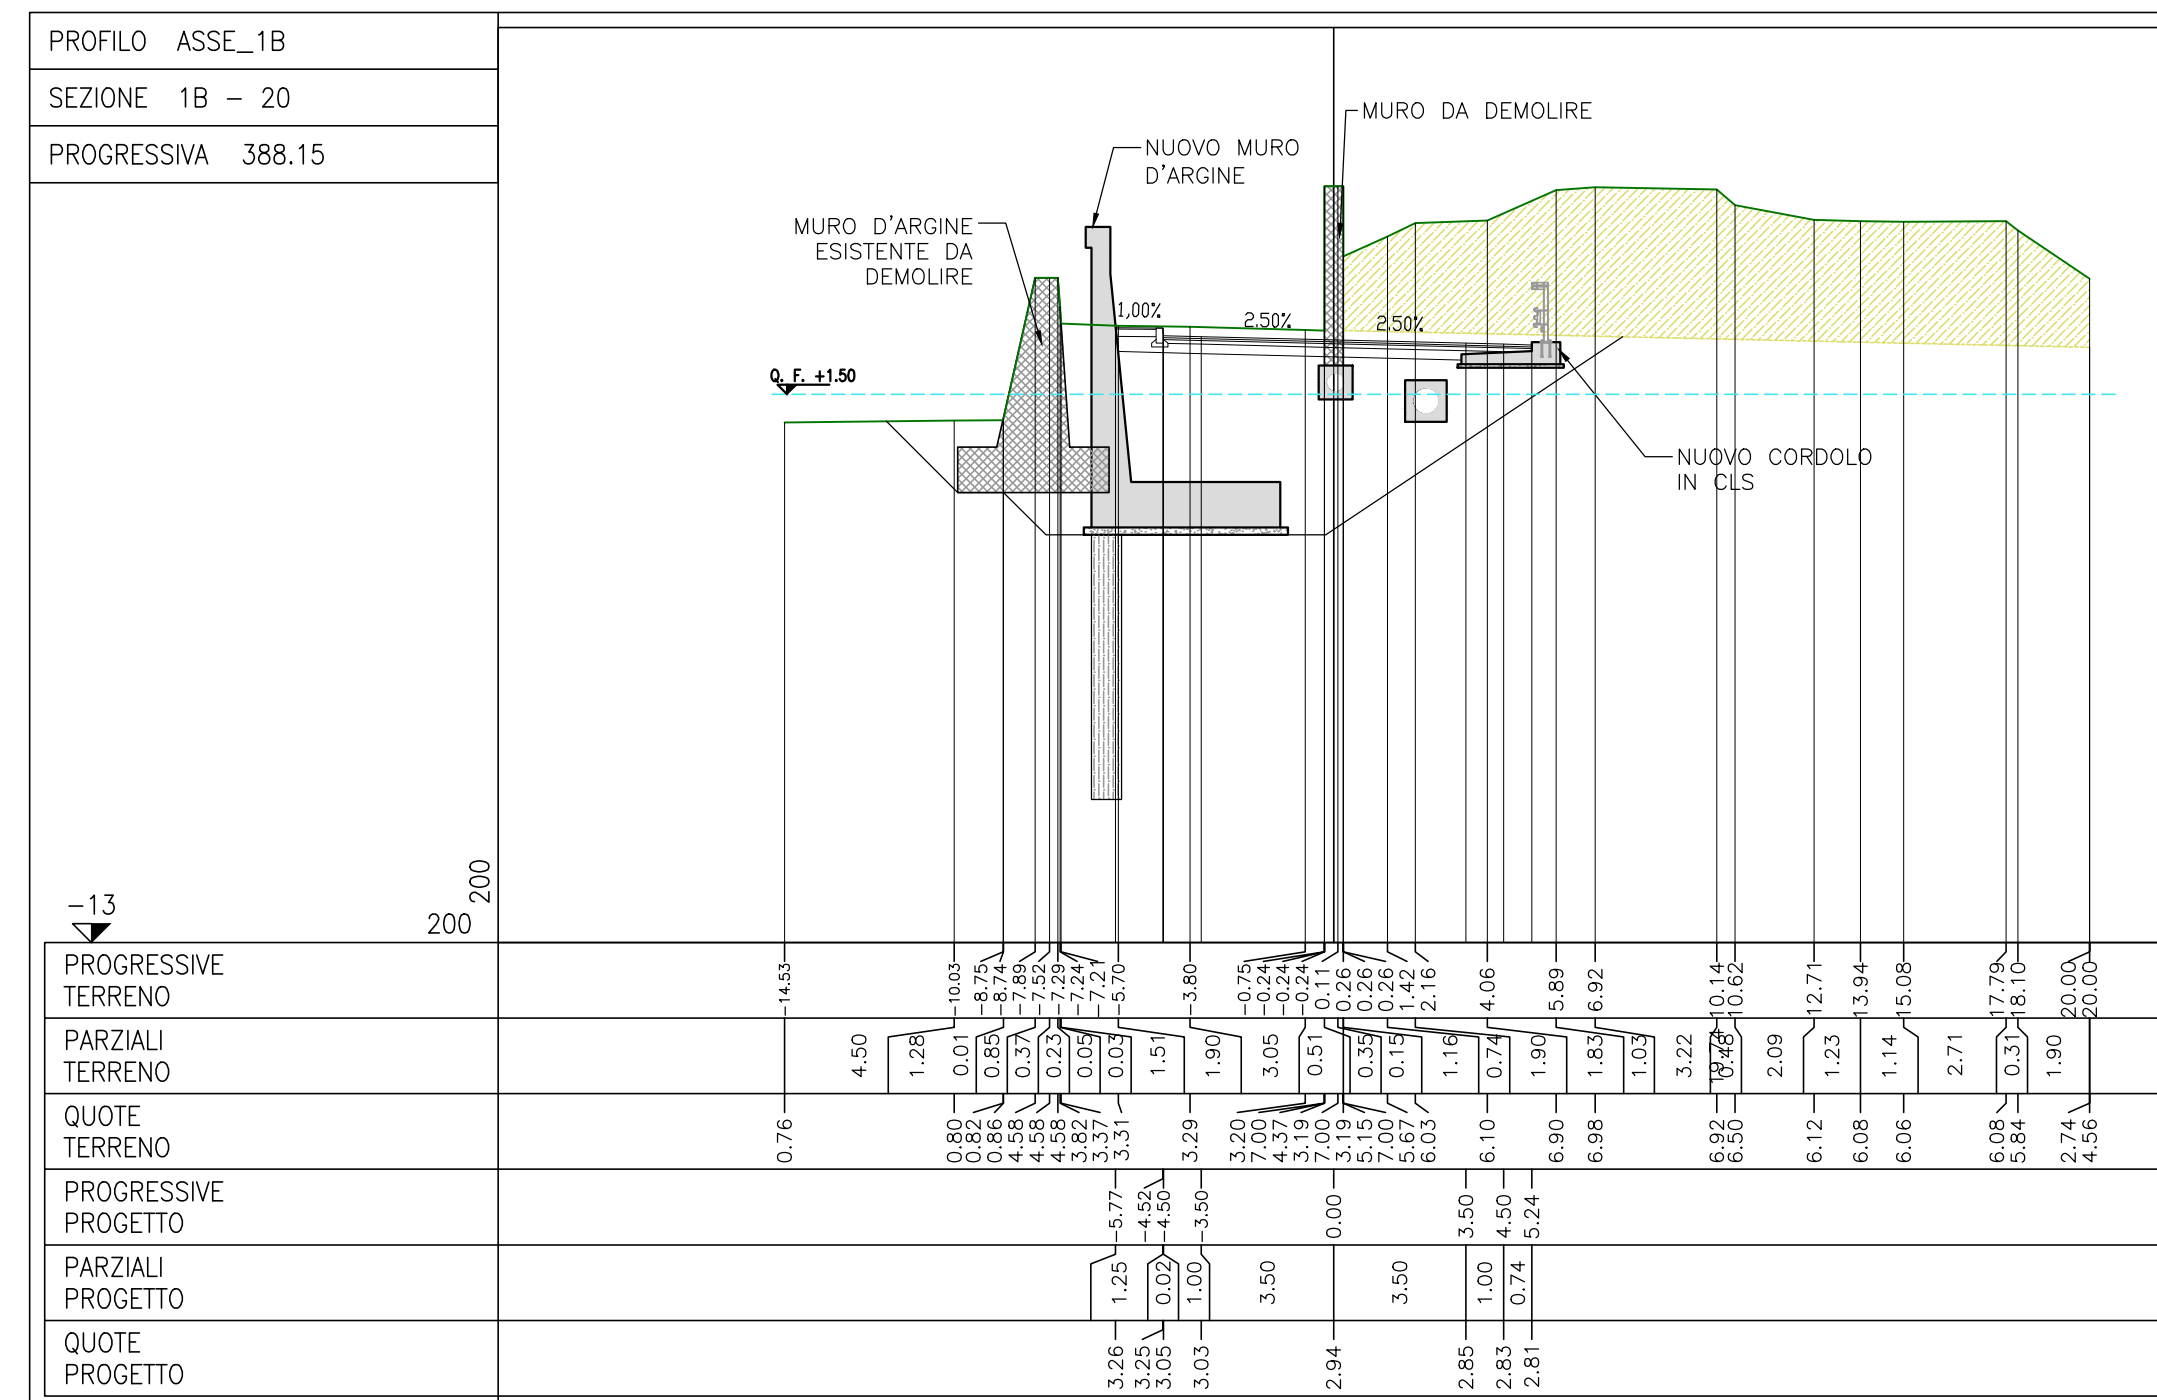 PROFILO ASSE_1B
SEZIONE 1B - 20
PROGRESSIVA 388.15
MURO DA DEMOLIRE
NUOVO MURO
D'ARGINE
MURO D'ARGINE
ESISTENTE DA
DEMOLIRE
1,00%
2.50%
2.50%
Q. F. +1.50
NUOVO CORDOLO
IN CLS
-13
200
200
PROGRESSIVE
TERRENO
-14.53 -10.03 -8.75 -8.74 -7.89 -7.52 -7.29 -7.24 -7.21 -5.70 -3.80 -0.75 -0.24 -0.24 -0.24 0.11 0.26 0.26 0.26 1.42 2.16 4.06 5.89 6.92 10.14 10.62 12.71 13.94 15.08 17.79 18.10 20.00 20.00
PARZIALI
TERRENO
4.50 1.28 0.01 0.85 0.37 0.23 0.05 0.03 1.51 1.90 3.05 0.51 0.35 0.15 1.16 0.74 1.90 1.83 1.03 3.22 19.74 0.48 2.09 1.23 1.14 2.71 0.31 1.90
QUOTE
TERRENO
0.76 0.80 0.82 0.86 4.58 4.58 4.58 3.82 3.37 3.31 3.29 3.20 7.00 4.37 3.19 7.00 3.19 5.15 7.00 5.67 6.03 6.10 6.90 6.98 6.92 6.50 6.12 6.08 6.06 6.08 5.84 2.74 4.56
PROGRESSIVE
PROGETTO
-5.77 -4.52 -4.50 -3.50 0.00 3.50 4.50 5.24
PARZIALI
PROGETTO
1.25 0.02 1.00 3.50 3.50 1.00 0.74
QUOTE
PROGETTO
3.26 3.25 3.05 3.03 2.94 2.85 2.83 2.81